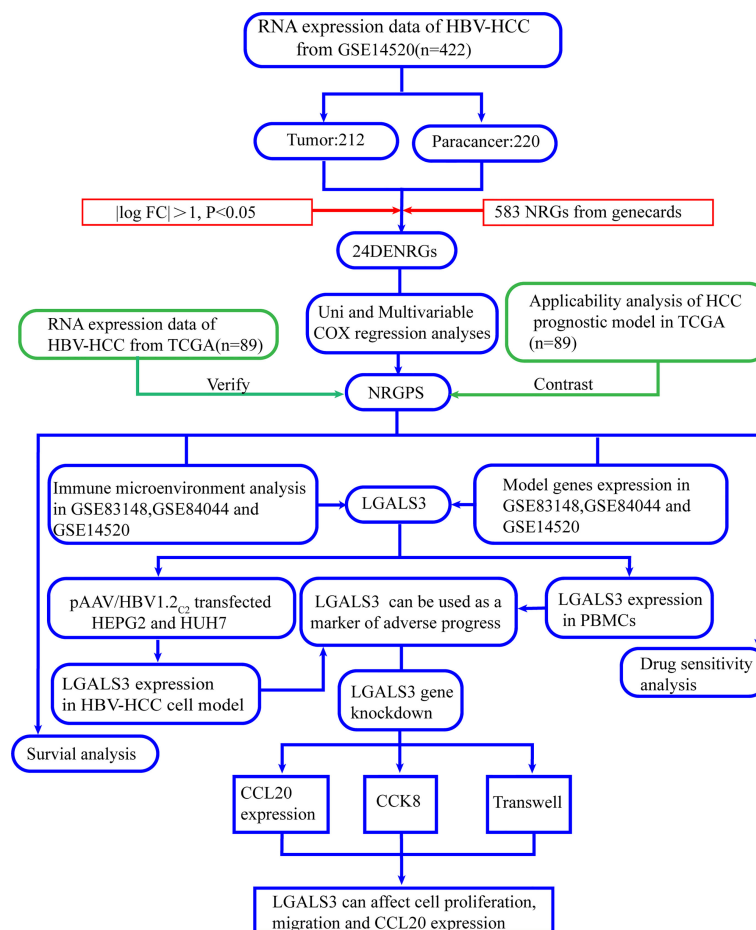 RNA expression data of HBV-HCC
from GSE14520(n=422)
Tumor:212
Paracancer:220
|log FC|＞1, P<0.05
583 NRGs from genecards
24DENRGs
Uni and Multivariable
COX regression analyses
RNA expression data of
HBV-HCC from TCGA(n=89)
Applicability analysis of HCC
prognostic model in TCGA
(n=89)
Verify
Contrast
NRGPS
Immune microenvironment analysis
in GSE83148,GSE84044 and
GSE14520
LGALS3
Model genes expression in
GSE83148,GSE84044 and
GSE14520
pAAV/HBV1.2C2 transfected
HEPG2 and HUH7
LGALS3 can be used as a
marker of adverse progress
LGALS3 expression
in PBMCs
LGALS3 expression
in HBV-HCC cell model
LGALS3 gene
knockdown
Drug sensitivity
analysis
Survial analysis
CCL20
expression
CCK8
Transwell
LGALS3 can affect cell proliferation,
migration and CCL20 expression